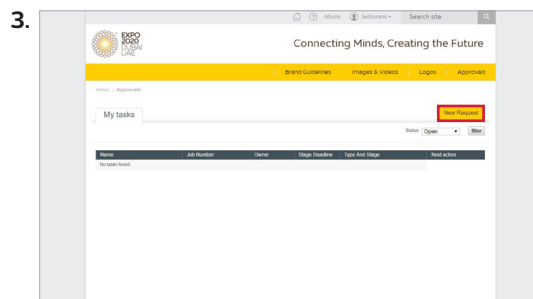 3.
Albums Switzerland Search site
EXPO
2020
DUBAI
UAE
Connecting Minds, Creating the Future
Brand Guidelines Images & Videos Logos Approvals
Home Approvals
My tasks
New Request
Status Open filter
Name Job Number Owner Stage Deadline Type And Stage Next action
No tasks found.